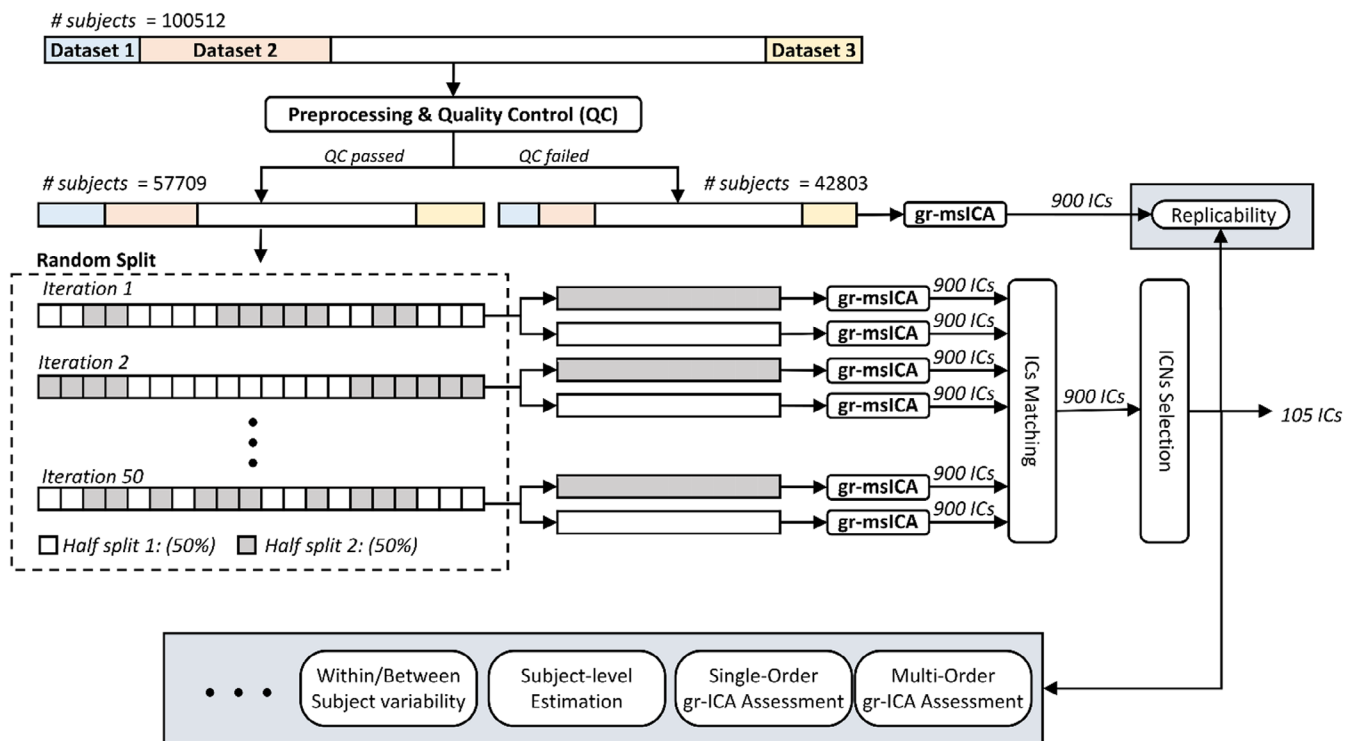 # subjects = 100512
Dataset 1 Dataset 2 Dataset 3
Preprocessing & Quality Control (QC)
QC passed QC failed
# subjects = 57709 # subjects = 42803
gr-msICA 900 ICs Replicability
Random Split
Iteration 1
900 ICs
gr-msICA
900 ICs
gr-msICA
Iteration 2
900 ICs
gr-msICA
900 ICs
gr-msICA
Iteration 50
900 ICs
gr-msICA
900 ICs
gr-msICA
Half split 1: (50%) Half split 2: (50%)
ICs Matching
900 ICs
ICNs Selection
105 ICs
Within/Between
Subject variability
Subject-level
Estimation
Single-Order
gr-ICA Assessment
Multi-Order
gr-ICA Assessment